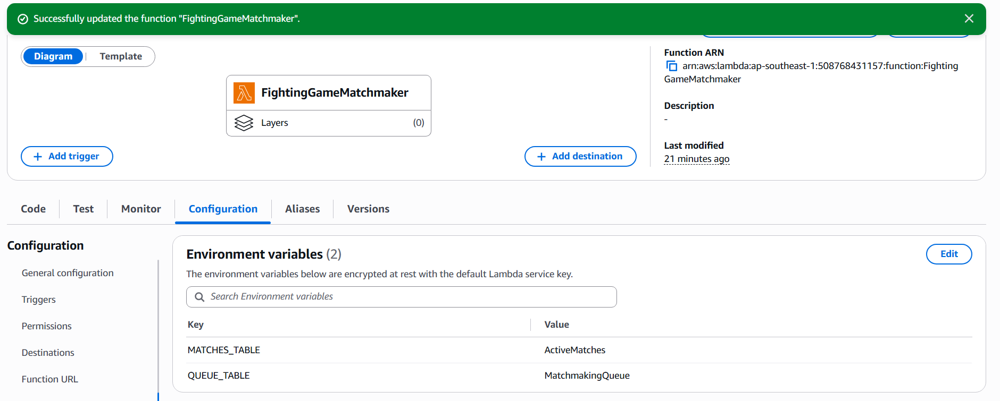 Successfully updated the function "FightingGameMatchmaker".
Diagram
Template
FightingGameMatchmaker
Layers
(0)
Add trigger
Add destination
Function ARN
arn:aws:lambda:ap-southeast-1:508768431157:function:Fighting
GameMatchmaker
Description
-
Last modified
21 minutes ago
Code
Test
Monitor
Configuration
Aliases
Versions
Configuration
General configuration
Triggers
Permissions
Destinations
Function URL
Environment variables (2)
Edit
The environment variables below are encrypted at rest with the default Lambda service key.
Search Environment variables
Key
Value
MATCHES_TABLE
ActiveMatches
QUEUE_TABLE
MatchmakingQueue